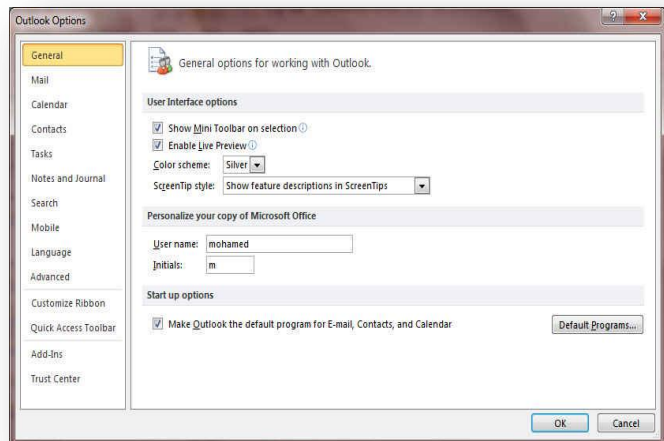 Outlook Options
General
Mail
Calendar
Contacts
Tasks
Notes and Journal
Search
Mobile
Language
Advanced
Customize Ribbon
Quick Access Toolbar
Add-Ins
Trust Center
General options for working with Outlook.
User Interface options
Show Mini Toolbar on selection
Enable Live Preview
Color scheme: Silver
ScreenTip style: Show feature descriptions in ScreenTips
Personalize your copy of Microsoft Office
User name: mohamed
Initials: m
Start up options
Make Outlook the default program for E-mail, Contacts, and Calendar Default Programs...
OK Cancel